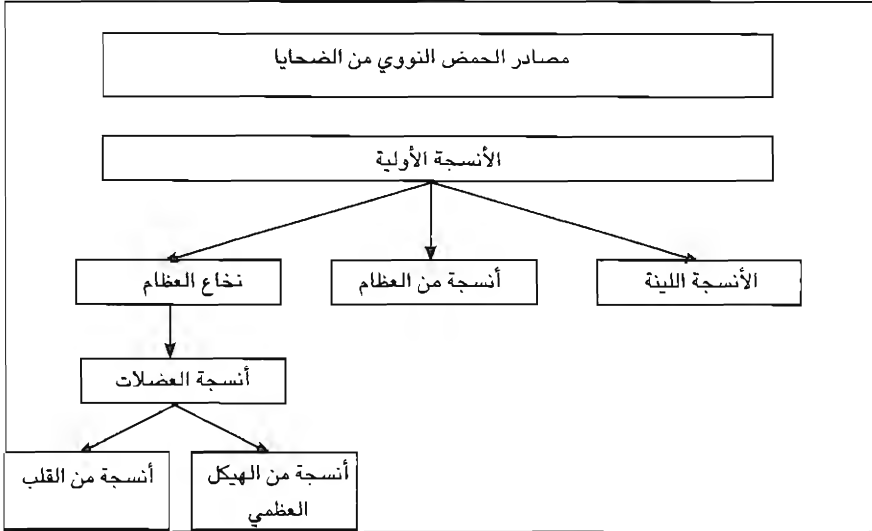 مصادر الحمض النووي من الضحايا
الأنسجة الأولية
الأنسجة اللينة
أنسجة من العظام
نخاع العظام
أنسجة العضلات
أنسجة من الهيكل
العظمي
أنسجة من القلب